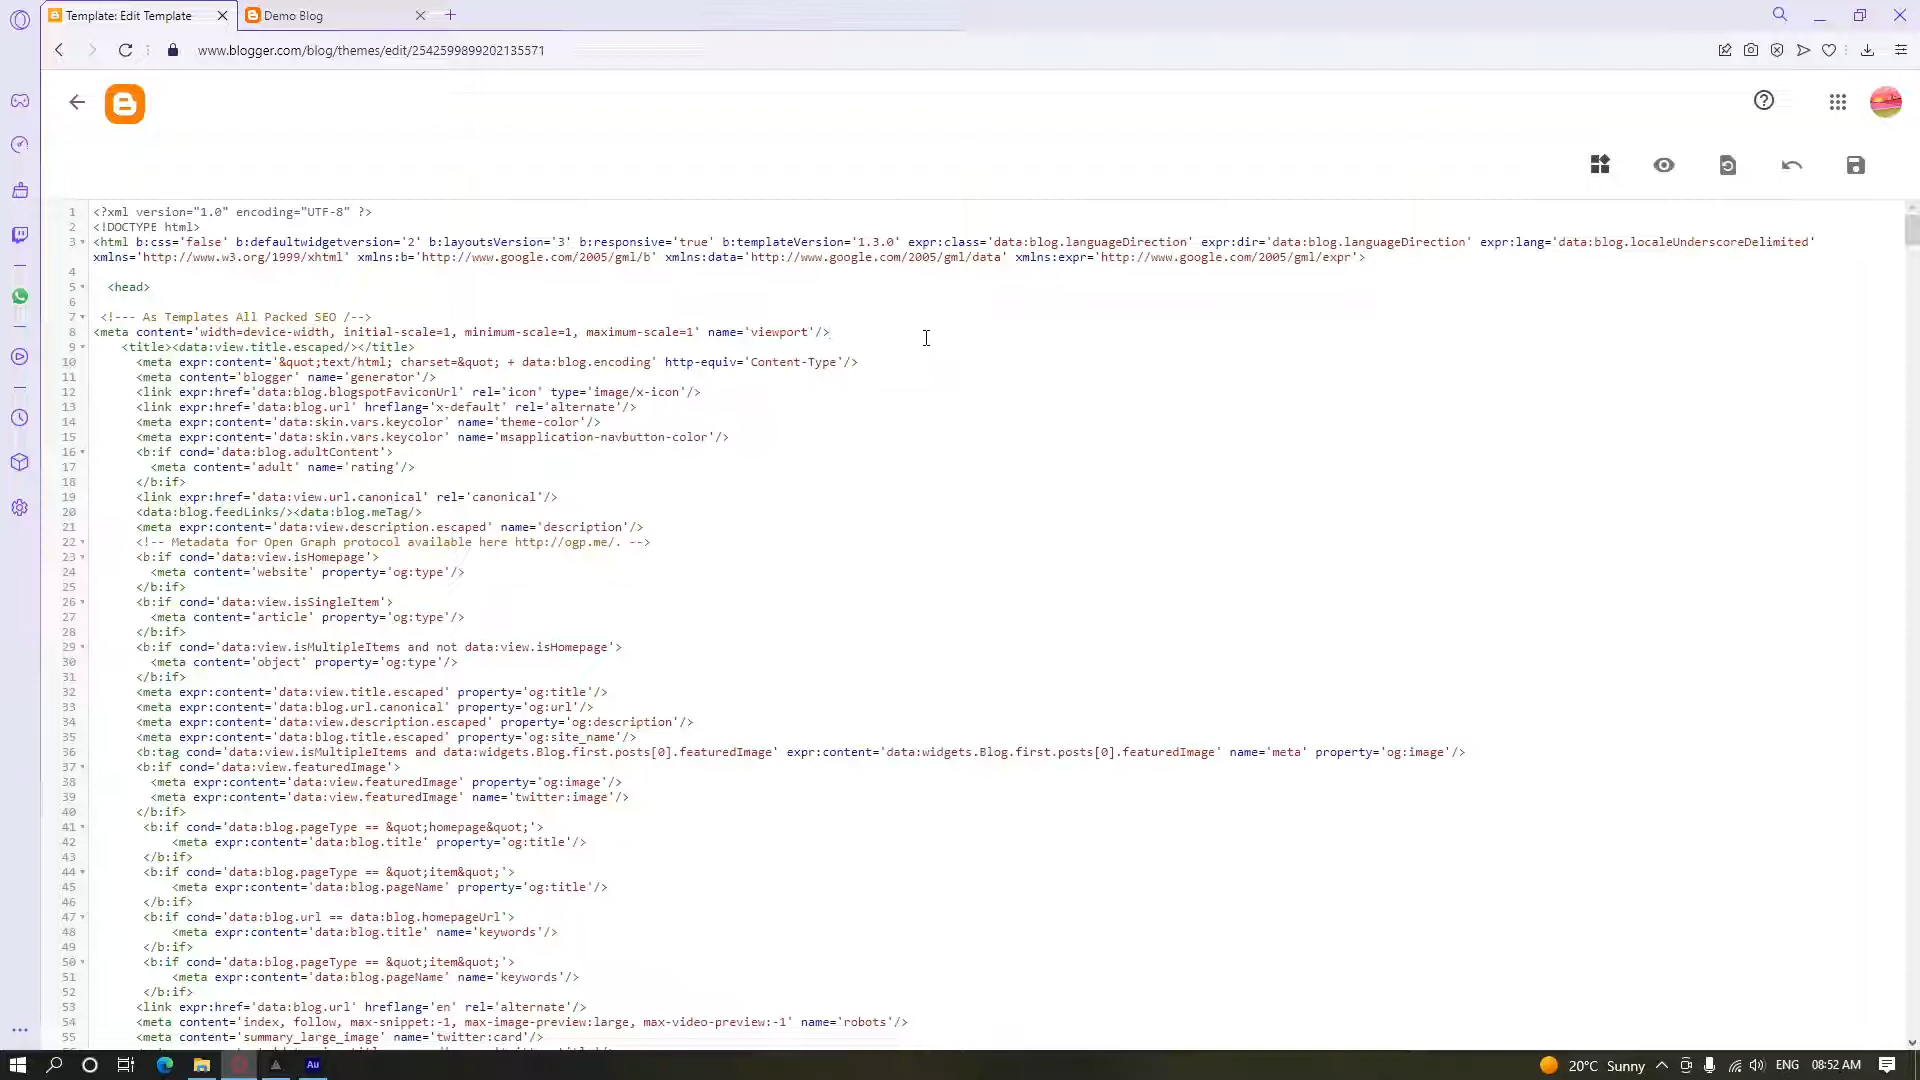 Template: Edit Template
Demo Blog
www.blogger.com/blog/themes/edit/2542599899202135571
1 <?xml version="1.0" encoding="UTF-8" ?>
2 <!DOCTYPE html>
3 <html b:css='false' b:defaultwidgetversion='2' b:layoutsVersion='3' b:responsive='true' b:templateVersion='1.3.0' expr:class='data:blog.languageDirection' expr:dir='data:blog.languageDirection' expr:lang='data:blog.localeUnderscoreDelimited'
xmlns='http://www.w3.org/1999/xhtml' xmlns:b='http://www.google.com/2005/gml/b' xmlns:data='http://www.google.com/2005/gml/data' xmlns:expr='http://www.google.com/2005/gml/expr'>
4
5 <head>
6
7 <!--- As Templates All Packed SEO /-->
8 <meta content='width=device-width, initial-scale=1, minimum-scale=1, maximum-scale=1' name='viewport'/>
9 <title><data:view.title.escaped/></title>
10 <meta expr:content='&quot;text/html; charset=&quot; + data:blog.encoding' http-equiv='Content-Type'/>
11 <meta content='blogger' name='generator'/>
12 <link expr:href='data:blog.blogspotFaviconUrl' rel='icon' type='image/x-icon'/>
13 <link expr:href='data:blog.url' hreflang='x-default' rel='alternate'/>
14 <meta expr:content='data:skin.vars.keycolor' name='theme-color'/>
15 <meta expr:content='data:skin.vars.keycolor' name='msapplication-navbutton-color'/>
16 <b:if cond='data:blog.adultContent'>
17 <meta content='adult' name='rating'/>
18 </b:if>
19 <link expr:href='data:view.url.canonical' rel='canonical'/>
20 <data:blog.feedLinks/><data:blog.meTag/>
21 <meta expr:content='data:view.description.escaped' name='description'/>
22 <!-- Metadata for Open Graph protocol available here http://ogp.me/. -->
23 <b:if cond='data:view.isHomepage'>
24 <meta content='website' property='og:type'/>
25 </b:if>
26 <b:if cond='data:view.isSingleItem'>
27 <meta content='article' property='og:type'/>
28 </b:if>
29 <b:if cond='data:view.isMultipleItems and not data:view.isHomepage'>
30 <meta content='object' property='og:type'/>
31 </b:if>
32 <meta expr:content='data:view.title.escaped' property='og:title'/>
33 <meta expr:content='data:blog.url.canonical' property='og:url'/>
34 <meta expr:content='data:view.description.escaped' property='og:description'/>
35 <meta expr:content='data:blog.title.escaped' property='og:site_name'/>
36 <b:tag cond='data:view.isMultipleItems and data:widgets.Blog.first.posts[0].featuredImage' expr:content='data:widgets.Blog.first.posts[0].featuredImage' name='meta' property='og:image'/>
37 <b:if cond='data:view.featuredImage'>
38 <meta expr:content='data:view.featuredImage' property='og:image'/>
39 <meta expr:content='data:view.featuredImage' name='twitter:image'/>
40 </b:if>
41 <b:if cond='data:blog.pageType == &quot;homepage&quot;'>
42 <meta expr:content='data:blog.title' property='og:title'/>
43 </b:if>
44 <b:if cond='data:blog.pageType == &quot;item&quot;'>
45 <meta expr:content='data:blog.pageName' property='og:title'/>
46 </b:if>
47 <b:if cond='data:blog.url == data:blog.homepageUrl'>
48 <meta expr:content='data:blog.title' name='keywords'/>
49 </b:if>
50 <b:if cond='data:blog.pageType == &quot;item&quot;'>
51 <meta expr:content='data:blog.pageName' name='keywords'/>
52 </b:if>
53 <link expr:href='data:blog.url' hreflang='en' rel='alternate'/>
54 <meta content='index, follow, max-snippet:-1, max-image-preview:large, max-video-preview:-1' name='robots'/>
55 <meta content='summary_large_image' name='twitter:card'/>
Au
20°C Sunny
ENG
08:52 AM